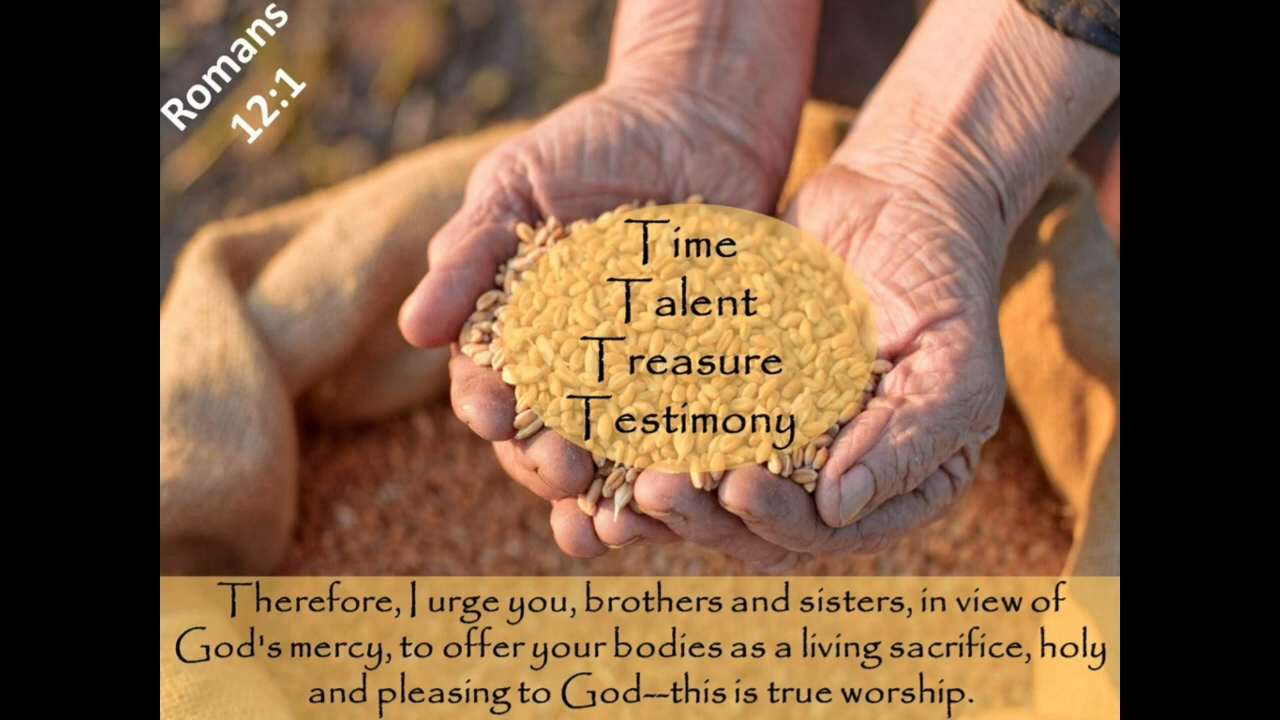 Romans
12:1
Time
Talent
Treasure
Testimony
Therefore, I urge you, brothers and sisters, in view of
God's mercy, to offer your bodies as a living sacrifice, holy
and pleasing to God—this is true worship.